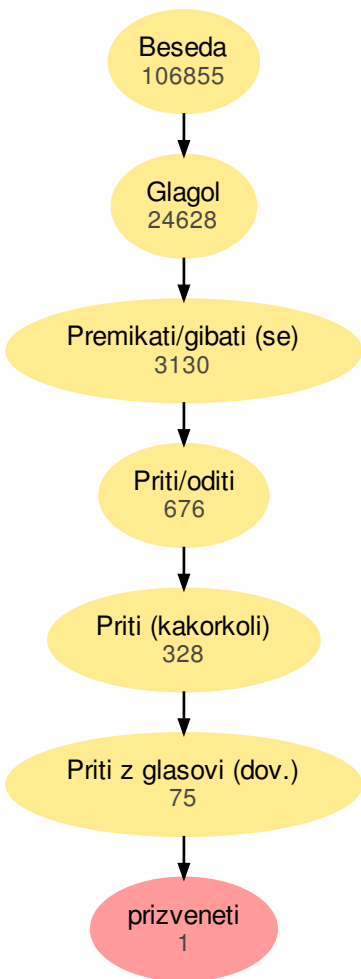 Beseda
106855
Glagol
24628
Premikati/gibati (se)
3130
Priti/oditi
676
Priti (kakorkoli)
328
Priti z glasovi (dov.)
75
prizveneti
1